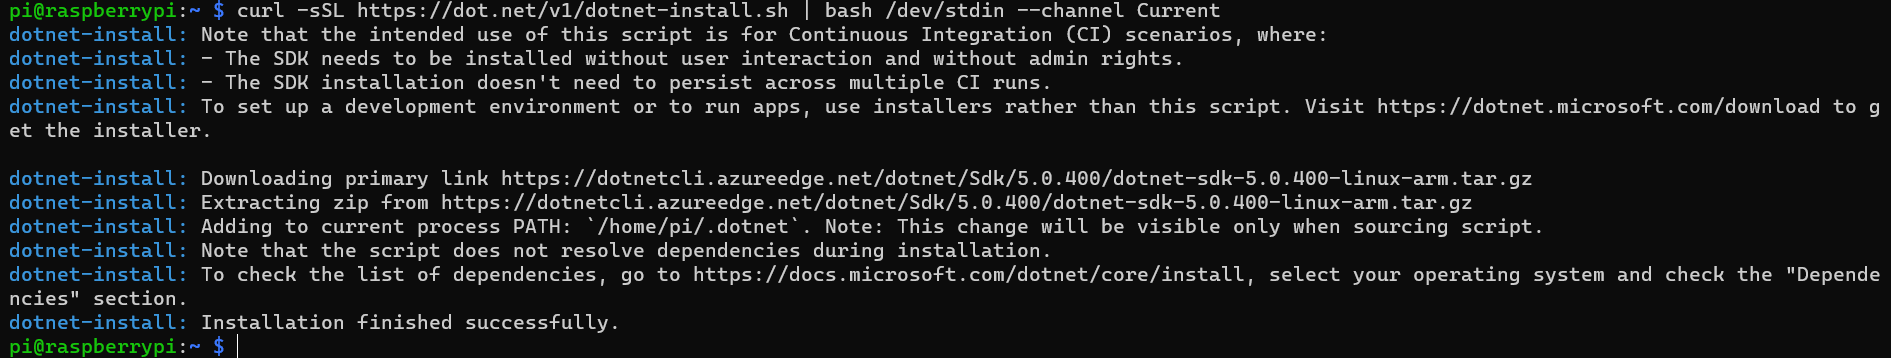 pi@raspberrypi:~ $ curl -sSL https://dot.net/v1/dotnet-install.sh | bash /dev/stdin --channel Current
dotnet-install: Note that the intended use of this script is for Continuous Integration (CI) scenarios, where:
dotnet-install: - The SDK needs to be installed without user interaction and without admin rights.
dotnet-install: - The SDK installation doesn't need to persist across multiple CI runs.
dotnet-install: To set up a development environment or to run apps, use installers rather than this script. Visit https://dotnet.microsoft.com/download to g
et the installer.

dotnet-install: Downloading primary link https://dotnetcli.azureedge.net/dotnet/Sdk/5.0.400/dotnet-sdk-5.0.400-linux-arm.tar.gz
dotnet-install: Extracting zip from https://dotnetcli.azureedge.net/dotnet/Sdk/5.0.400/dotnet-sdk-5.0.400-linux-arm.tar.gz
dotnet-install: Adding to current process PATH: `/home/pi/.dotnet`. Note: This change will be visible only when sourcing script.
dotnet-install: Note that the script does not resolve dependencies during installation.
dotnet-install: To check the list of dependencies, go to https://docs.microsoft.com/dotnet/core/install, select your operating system and check the "Depende
ncies" section.
dotnet-install: Installation finished successfully.
pi@raspberrypi:~ $